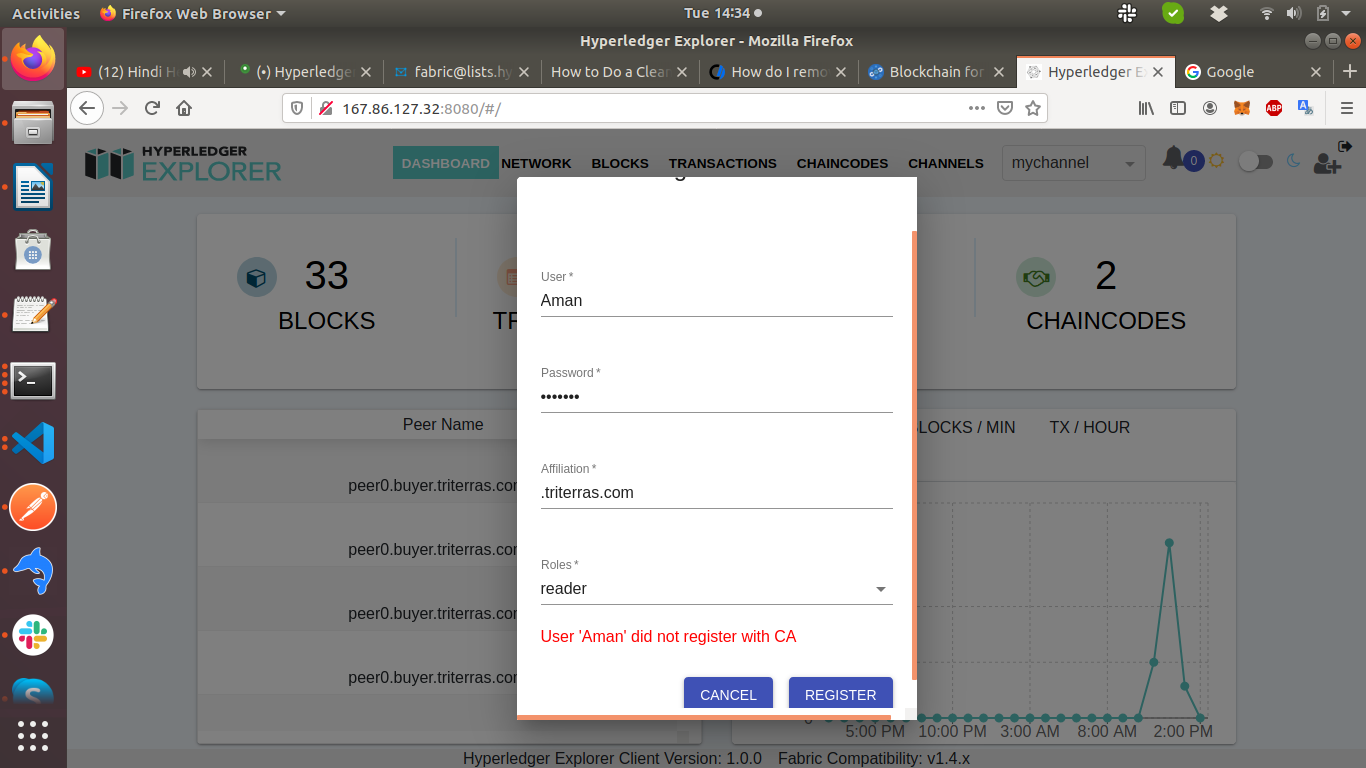 Activities Firefox Web Browser Tue 14:34
Hyperledger Explorer - Mozilla Firefox
(12) Hindi (•) Hyperledge fabric@lists.hy How to Do a Clear How do I remo Blockchain for Hyperledger E Google
167.86.127.32:8080/#/
ABP
HYPERLEDGER
EXPLORER
DASHBOARD NETWORK BLOCKS TRANSACTIONS CHAINCODES CHANNELS mychannel 0
33
BLOCKS
TR
2
CHAINCODES
User *
Aman
Password *
•••••••
Affiliation *
.triterras.com
Roles *
reader
User 'Aman' did not register with CA
CANCEL REGISTER
Peer Name
peer0.buyer.triterras.com
peer0.buyer.triterras.com
peer0.buyer.triterras.com
peer0.buyer.triterras.com
LOCKS / MIN TX / HOUR
0
5:00 PM 10:00 PM 3:00 AM 8:00 AM 2:00 PM
Hyperledger Explorer Client Version: 1.0.0 Fabric Compatibility: v1.4.x